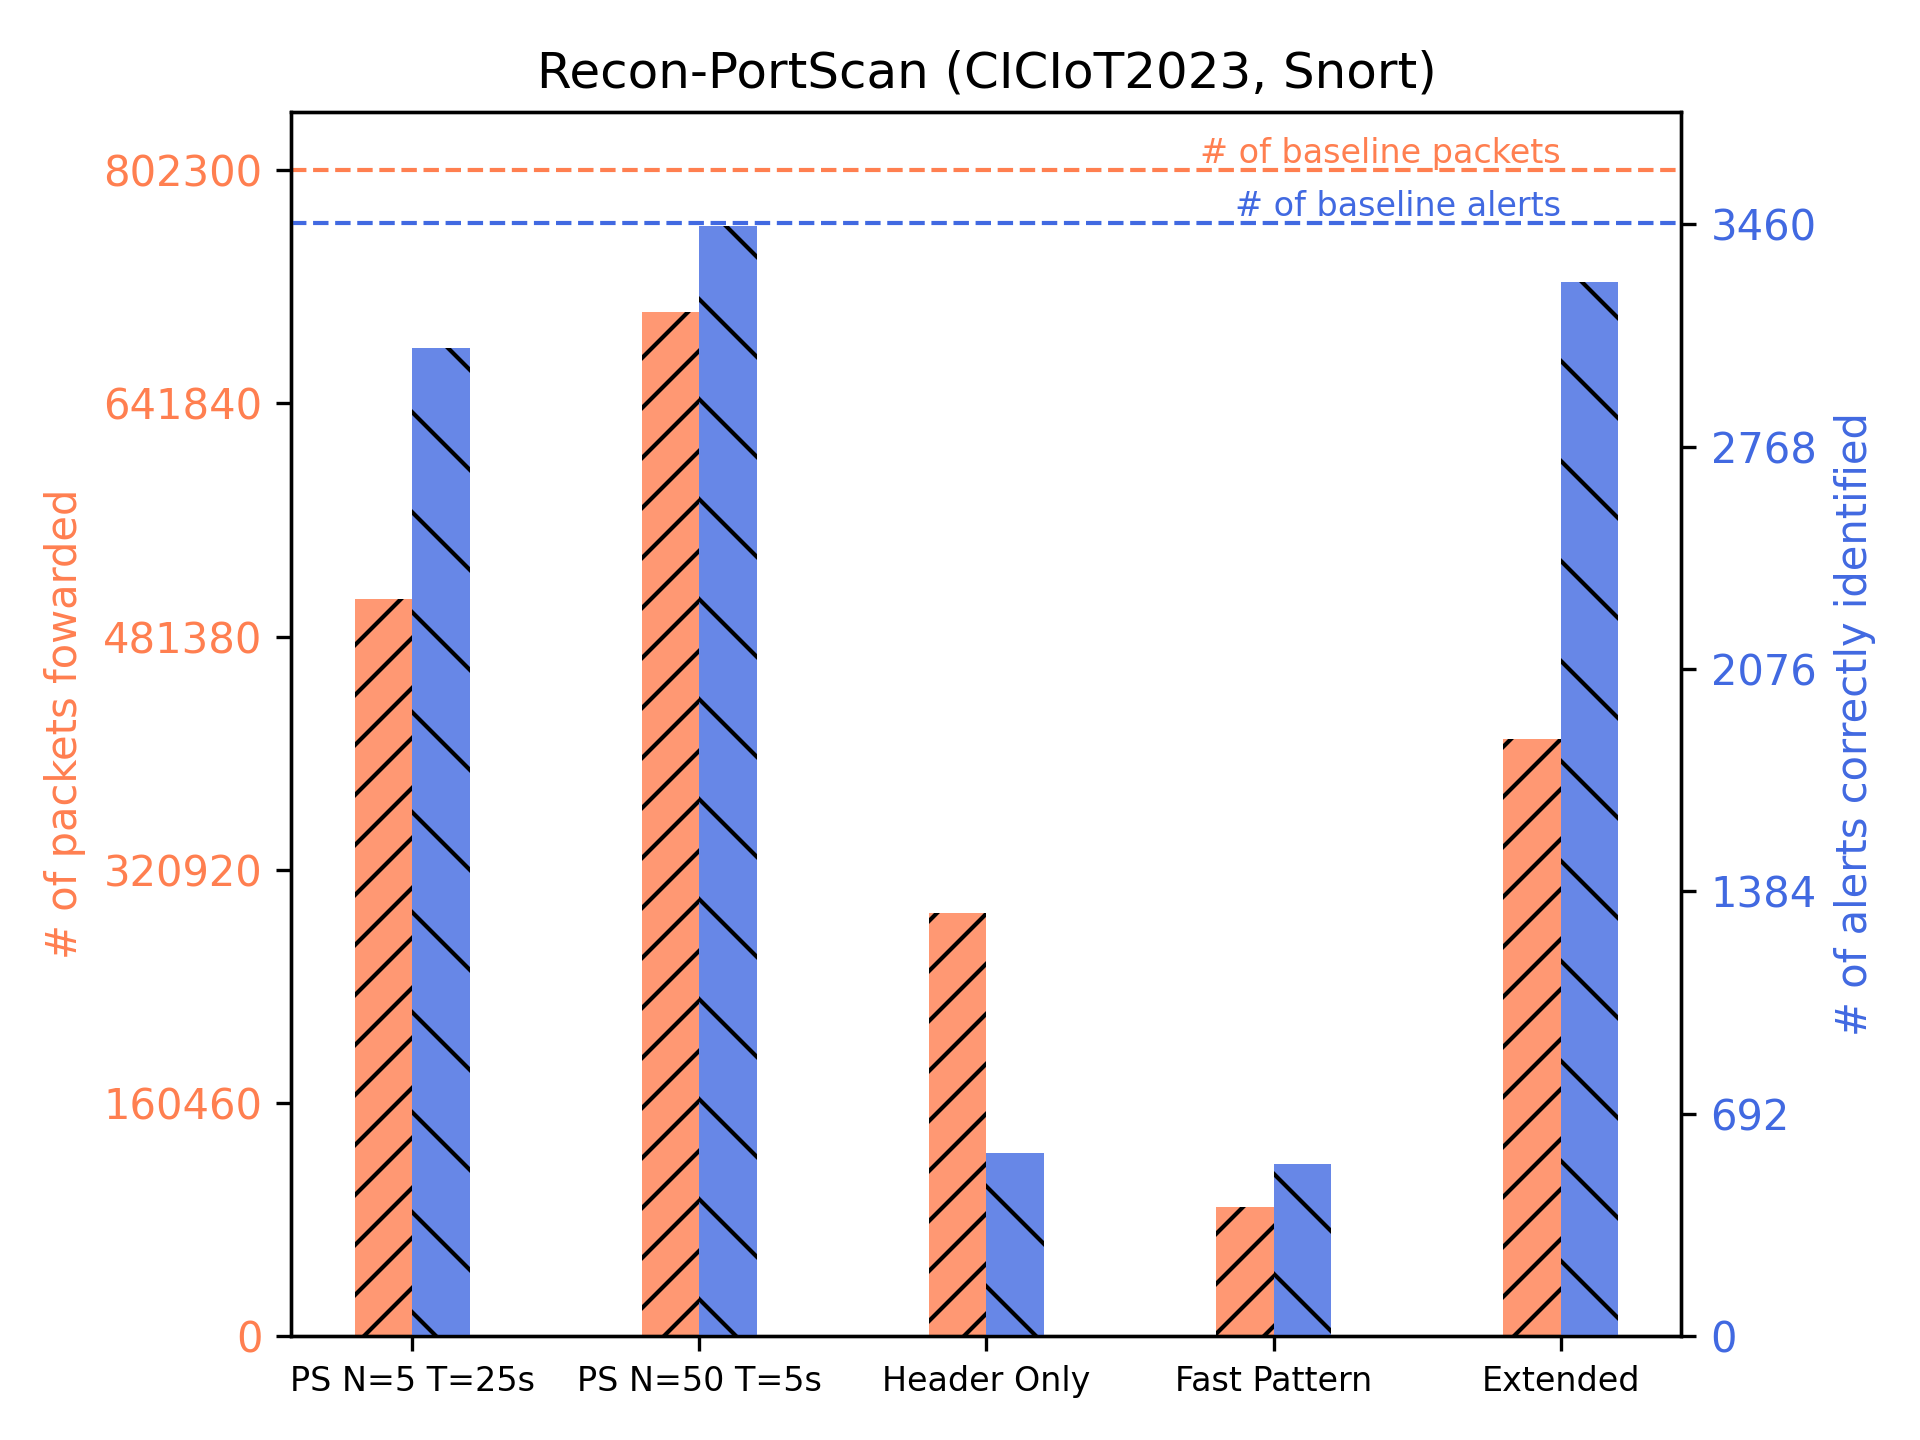 Recon-PortScan (CICIoT2023, Snort)
# of baseline packets
# of baseline alerts
802300
641840
481380
320920
160460
0
# of packets fowarded
3460
2768
2076
1384
692
0
# of alerts correctly identified
PS N=5 T=25s
PS N=50 T=5s
Header Only
Fast Pattern
Extended